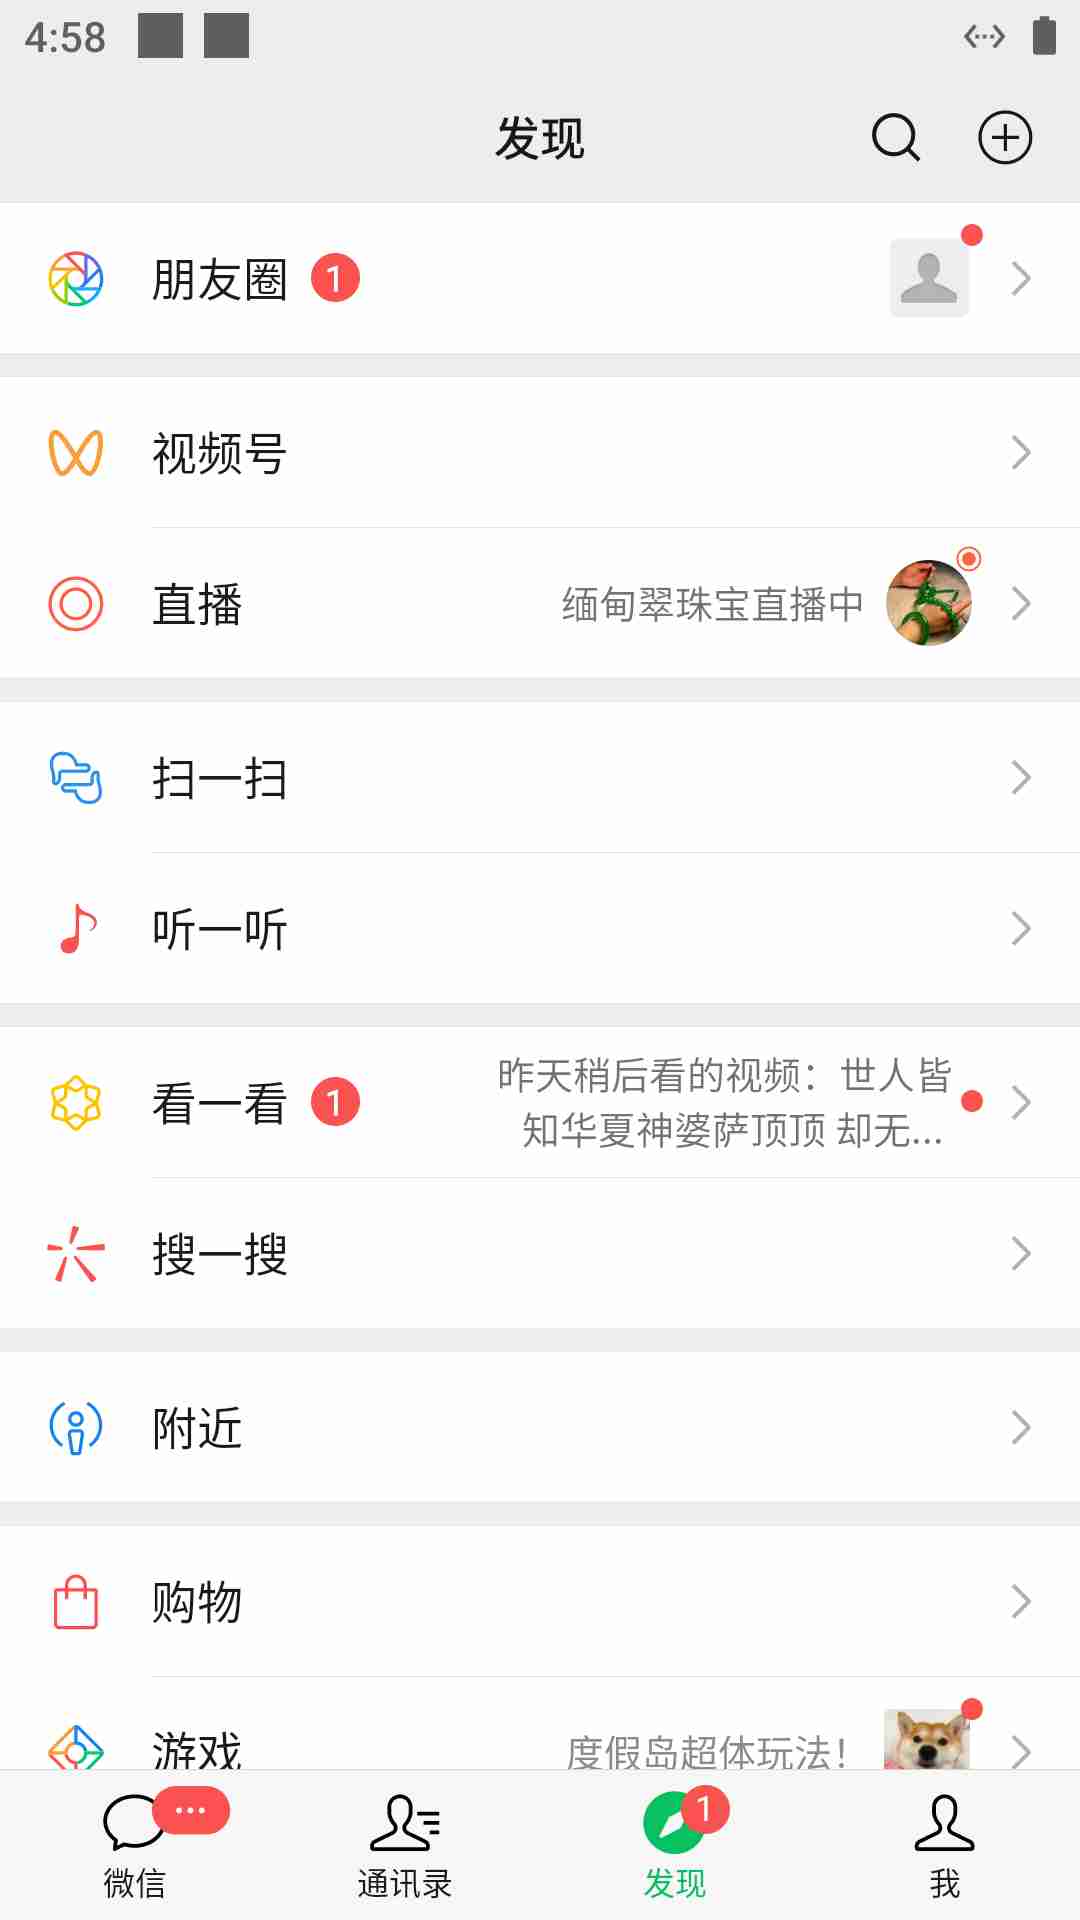 4:58
发现
朋友圈 1
视频号
直播 缅甸翠珠宝直播中
扫一扫
听一听
看一看 1 昨天稍后看的视频：世人皆
知华夏神婆萨顶顶 却无...
搜一搜
附近
购物
游戏 度假岛超体玩法！
1
微信 通讯录 发现 我